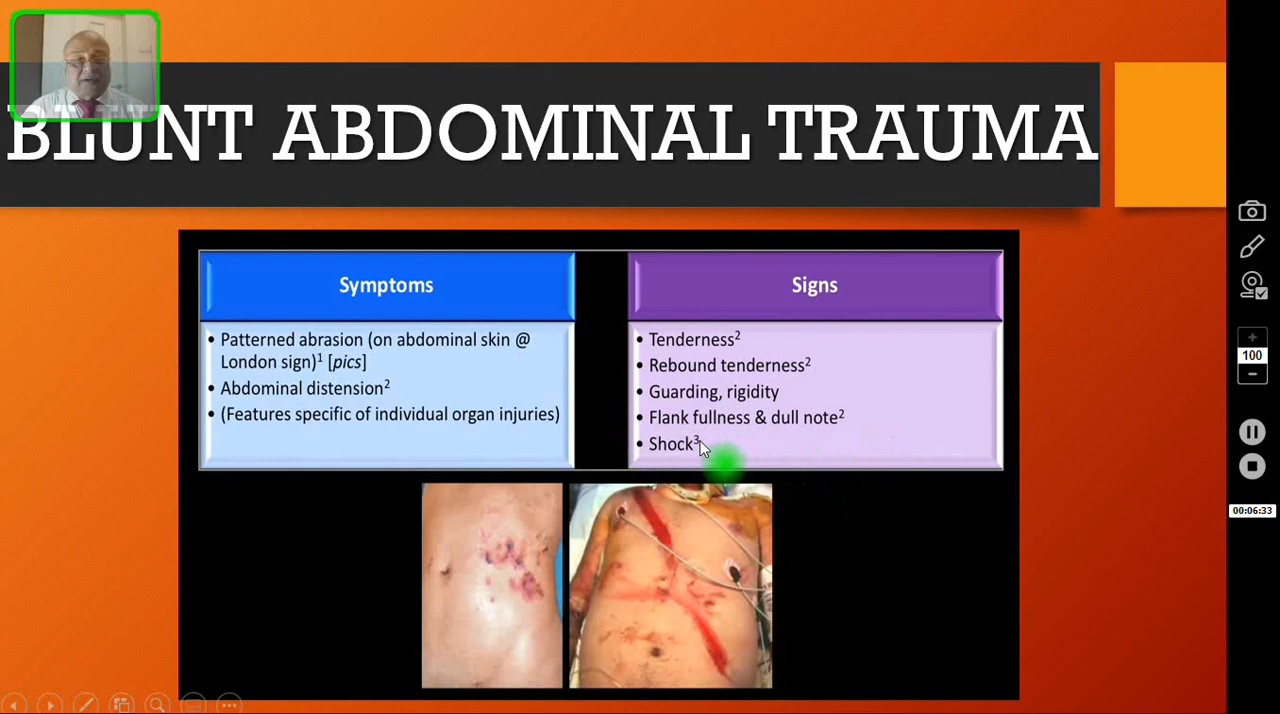 BLUNT ABDOMINAL TRAUMA
Symptoms
• Patterned abrasion (on abdominal skin @
London sign)¹ [pics]
• Abdominal distension²
• (Features specific of individual organ injuries)
Signs
• Tenderness²
• Rebound tenderness²
• Guarding, rigidity
• Flank fullness & dull note²
• Shock³
100
00:06:33